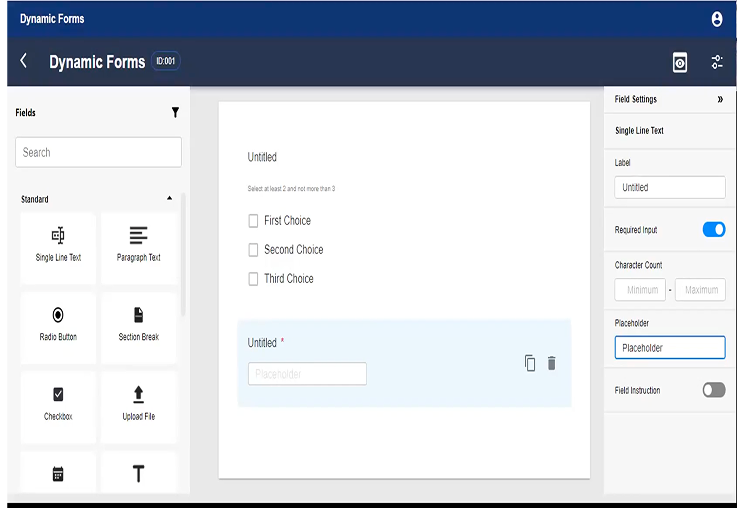 Dynamic Forms
Dynamic Forms ID:001
Fields
Search
Standard
Single Line Text
Paragraph Text
Radio Button
Section Break
Checkbox
Upload File
Untitled
Select at least 2 and not more than 3
First Choice
Second Choice
Third Choice
Untitled *
Placeholder
Field Settings »
Single Line Text
Label
Untitled
Required Input
Character Count
Minimum - Maximum
Placeholder
Placeholder
Field Instruction